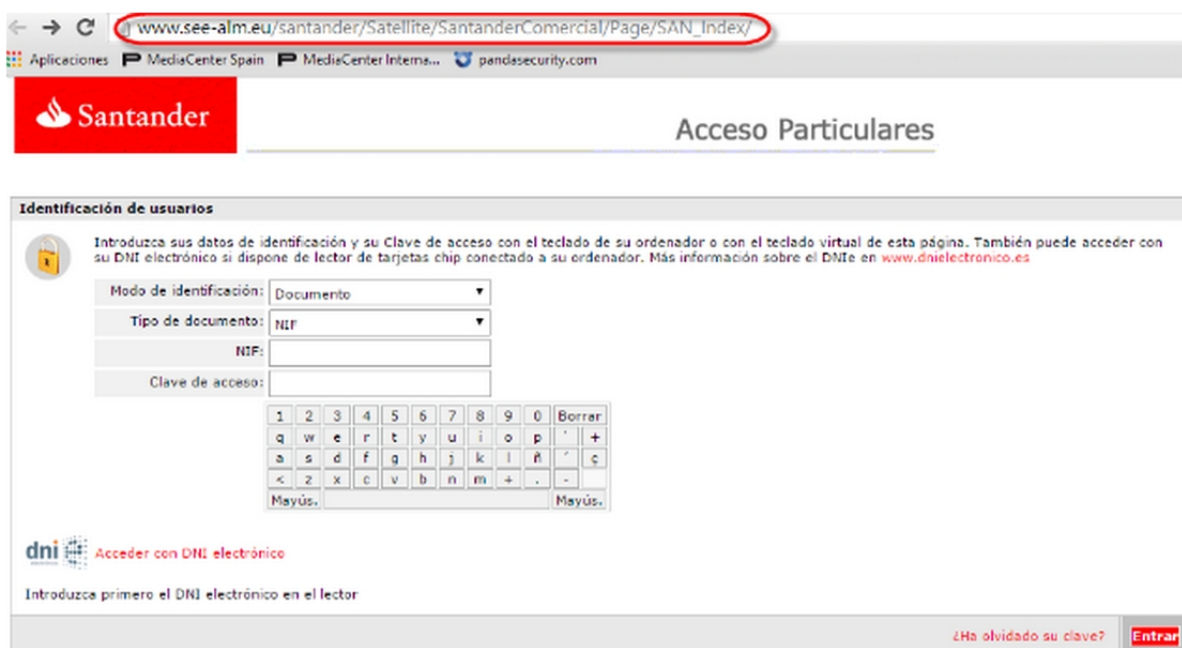 www.see-alm.eu/santander/Satellite/SantanderComercial/Page/SAN_Index/
Aplicaciones MediaCenter Spain MediaCenter Interna... pandasecurity.com
Santander
Acceso Particulares
Identificación de usuarios
Introduzca sus datos de identificación y su Clave de acceso con el teclado de su ordenador o con el teclado virtual de esta página. También puede acceder con
su DNI electrónico si dispone de lector de tarjetas chip conectado a su ordenador. Más información sobre el DNIe en www.dnielectronico.es
Modo de identificación: Documento
Tipo de documento: NIF
NIF:
Clave de acceso:
1 2 3 4 5 6 7 8 9 0 Borrar
q w e r t y u i o p ` +
a s d f g h j k l ñ ´ ç
< z x c v b n m + . -
Mayús. Mayús.
dni Acceder con DNI electrónico
Introduzca primero el DNI electrónico en el lector
¿Ha olvidado su clave? Entrar